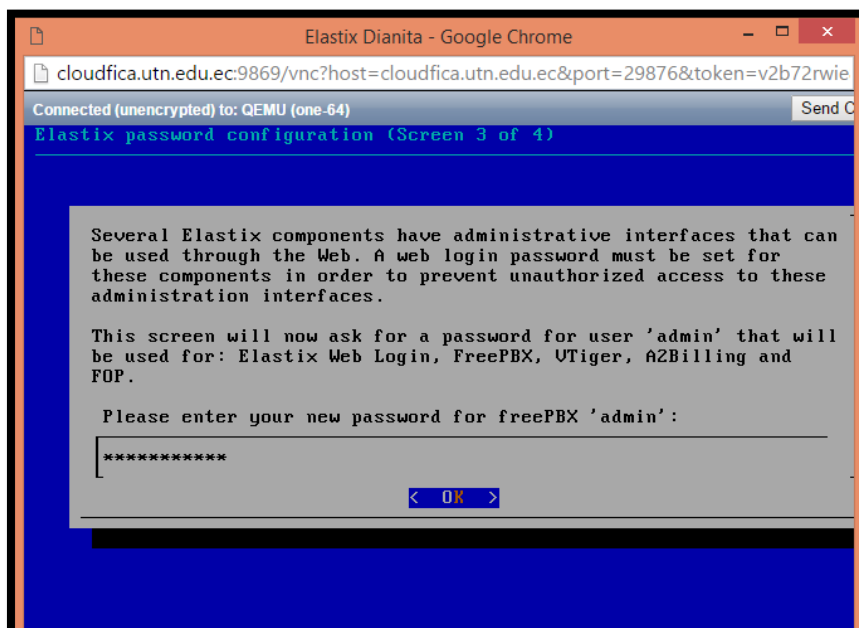 Elastix Dianita - Google Chrome
cloudfica.utn.edu.ec:9869/vnc?host=cloudfica.utn.edu.ec&port=29876&token=v2b72rwie
Connected (unencrypted) to: QEMU (one-64)
Send C
Elastix password configuration (Screen 3 of 4)
Several Elastix components have administrative interfaces that can
be used through the Web. A web login password must be set for
these components in order to prevent unauthorized access to these
administration interfaces.
This screen will now ask for a password for user 'admin' that will
be used for: Elastix Web Login, FreePBX, VTiger, A2Billing and
FOP.
Please enter your new password for freePBX 'admin':
***********
< OK >